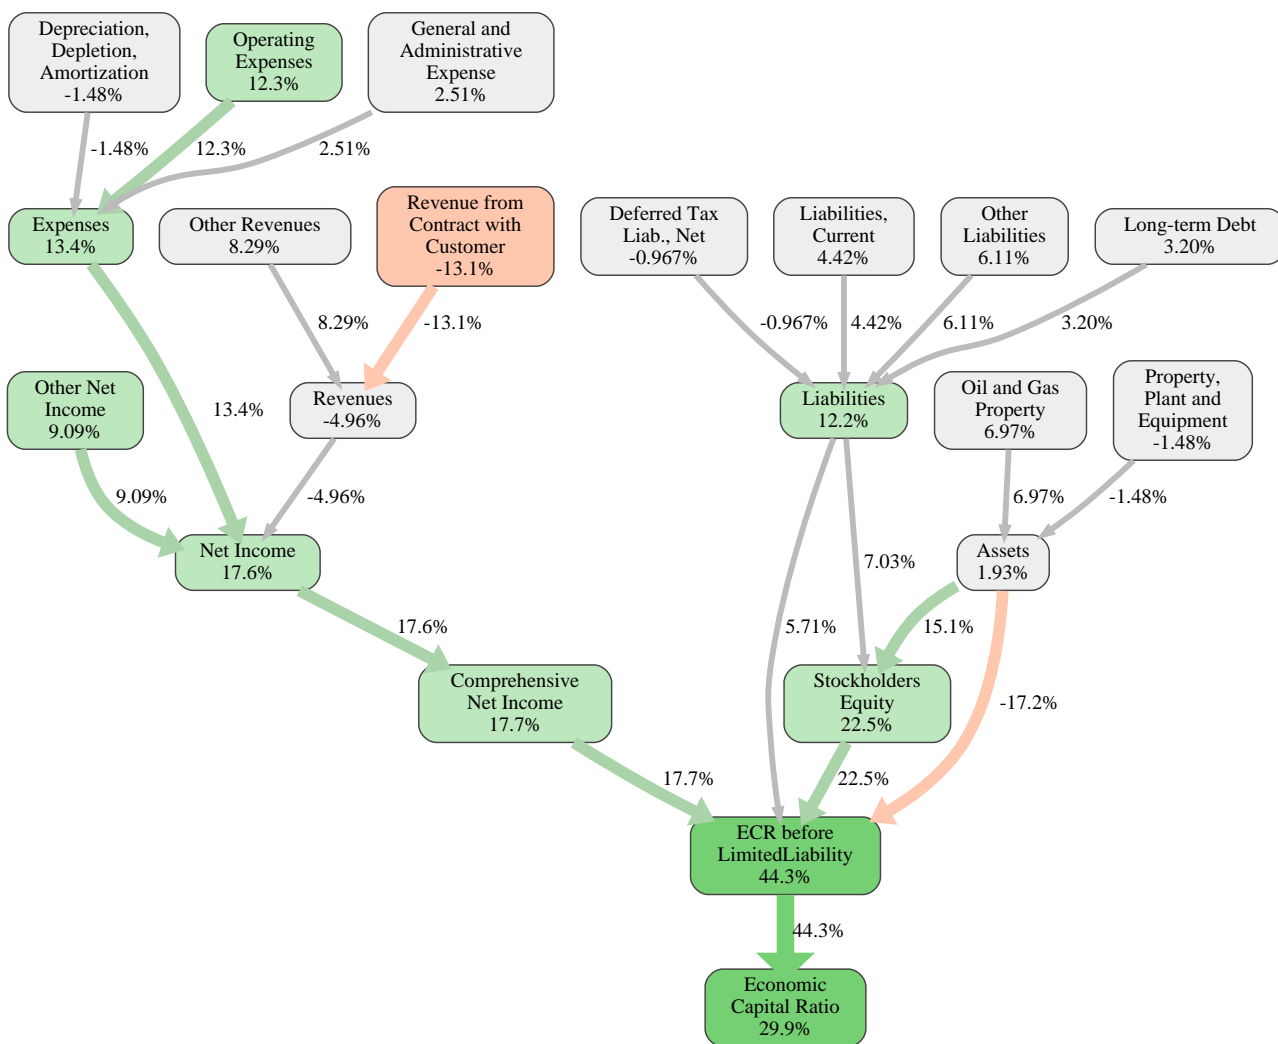 Depreciation,
Depletion,
Amortization
-1.48%
Operating
Expenses
12.3%
General and
Administrative
Expense
2.51%
-1.48%
12.3%
2.51%
Expenses
13.4%
Other Revenues
8.29%
Revenue from
Contract with
Customer
-13.1%
Deferred Tax
Liab., Net
-0.967%
Liabilities,
Current
4.42%
Other
Liabilities
6.11%
Long-term Debt
3.20%
8.29%
-13.1%
-0.967%
4.42%
6.11%
3.20%
Other Net
Income
9.09%
13.4%
Revenues
-4.96%
Liabilities
12.2%
Oil and Gas
Property
6.97%
Property,
Plant and
Equipment
-1.48%
9.09%
-4.96%
6.97%
-1.48%
Net Income
17.6%
7.03%
Assets
1.93%
17.6%
5.71%
15.1%
Comprehensive
Net Income
17.7%
Stockholders
Equity
22.5%
-17.2%
17.7%
22.5%
ECR before
LimitedLiability
44.3%
44.3%
Economic
Capital Ratio
29.9%